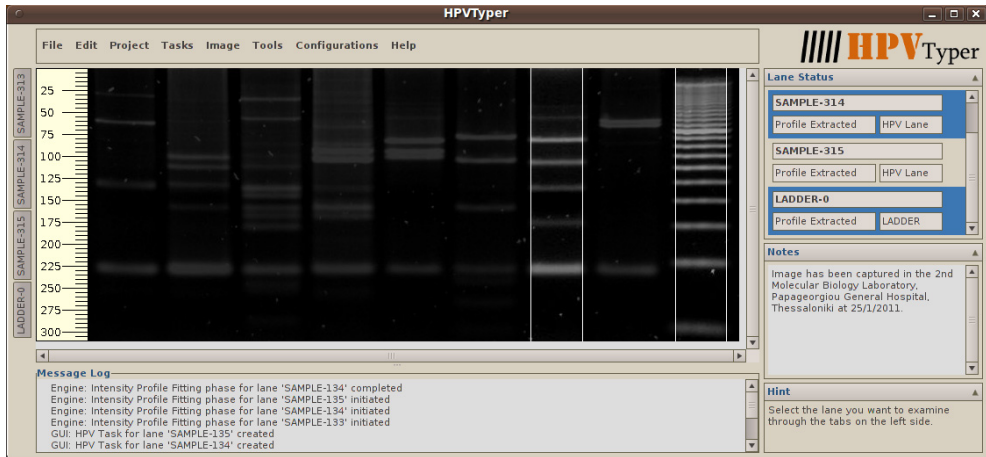 HPVTyper
File Edit Project Tasks Image Tools Configurations Help
HPVTyper
SAMPLE-313
SAMPLE-314
SAMPLE-315
LADDER-0
25
50
75
100
125
150
175
200
225
250
275
300
Lane Status
SAMPLE-314
Profile Extracted HPV Lane
SAMPLE-315
Profile Extracted HPV Lane
LADDER-0
Profile Extracted LADDER
Notes
Image has been captured in the 2nd
Molecular Biology Laboratory,
Papageorgiou General Hospital,
Thessaloniki at 25/1/2011.
Message Log
Engine: Intensity Profile Fitting phase for lane 'SAMPLE-134' completed
Engine: Intensity Profile Fitting phase for lane 'SAMPLE-135' initiated
Engine: Intensity Profile Fitting phase for lane 'SAMPLE-134' initiated
Engine: Intensity Profile Fitting phase for lane 'SAMPLE-133' initiated
GUI: HPV Task for lane 'SAMPLE-135' created
GUI: HPV Task for lane 'SAMPLE-134' created
Hint
Select the lane you want to examine
through the tabs on the left side.